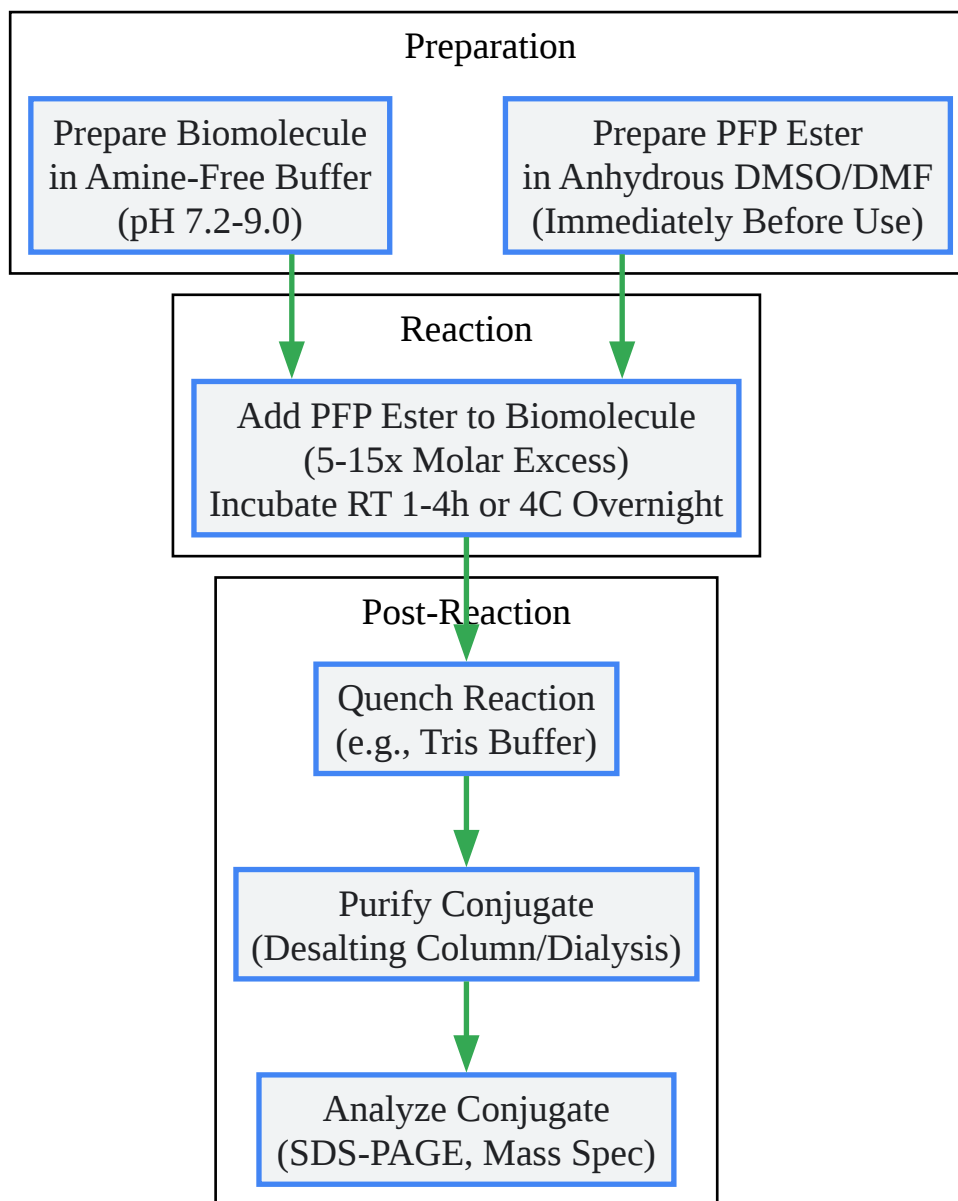 Preparation
Prepare Biomolecule
in Amine-Free Buffer
(pH 7.2-9.0)
Prepare PFP Ester
in Anhydrous DMSO/DMF
(Immediately Before Use)
Reaction
Add PFP Ester to Biomolecule
(5-15x Molar Excess)
Incubate RT 1-4h or 4C Overnight
Post-Reaction
Quench Reaction
(e.g., Tris Buffer)
Purify Conjugate
(Desalting Column/Dialysis)
Analyze Conjugate
(SDS-PAGE, Mass Spec)